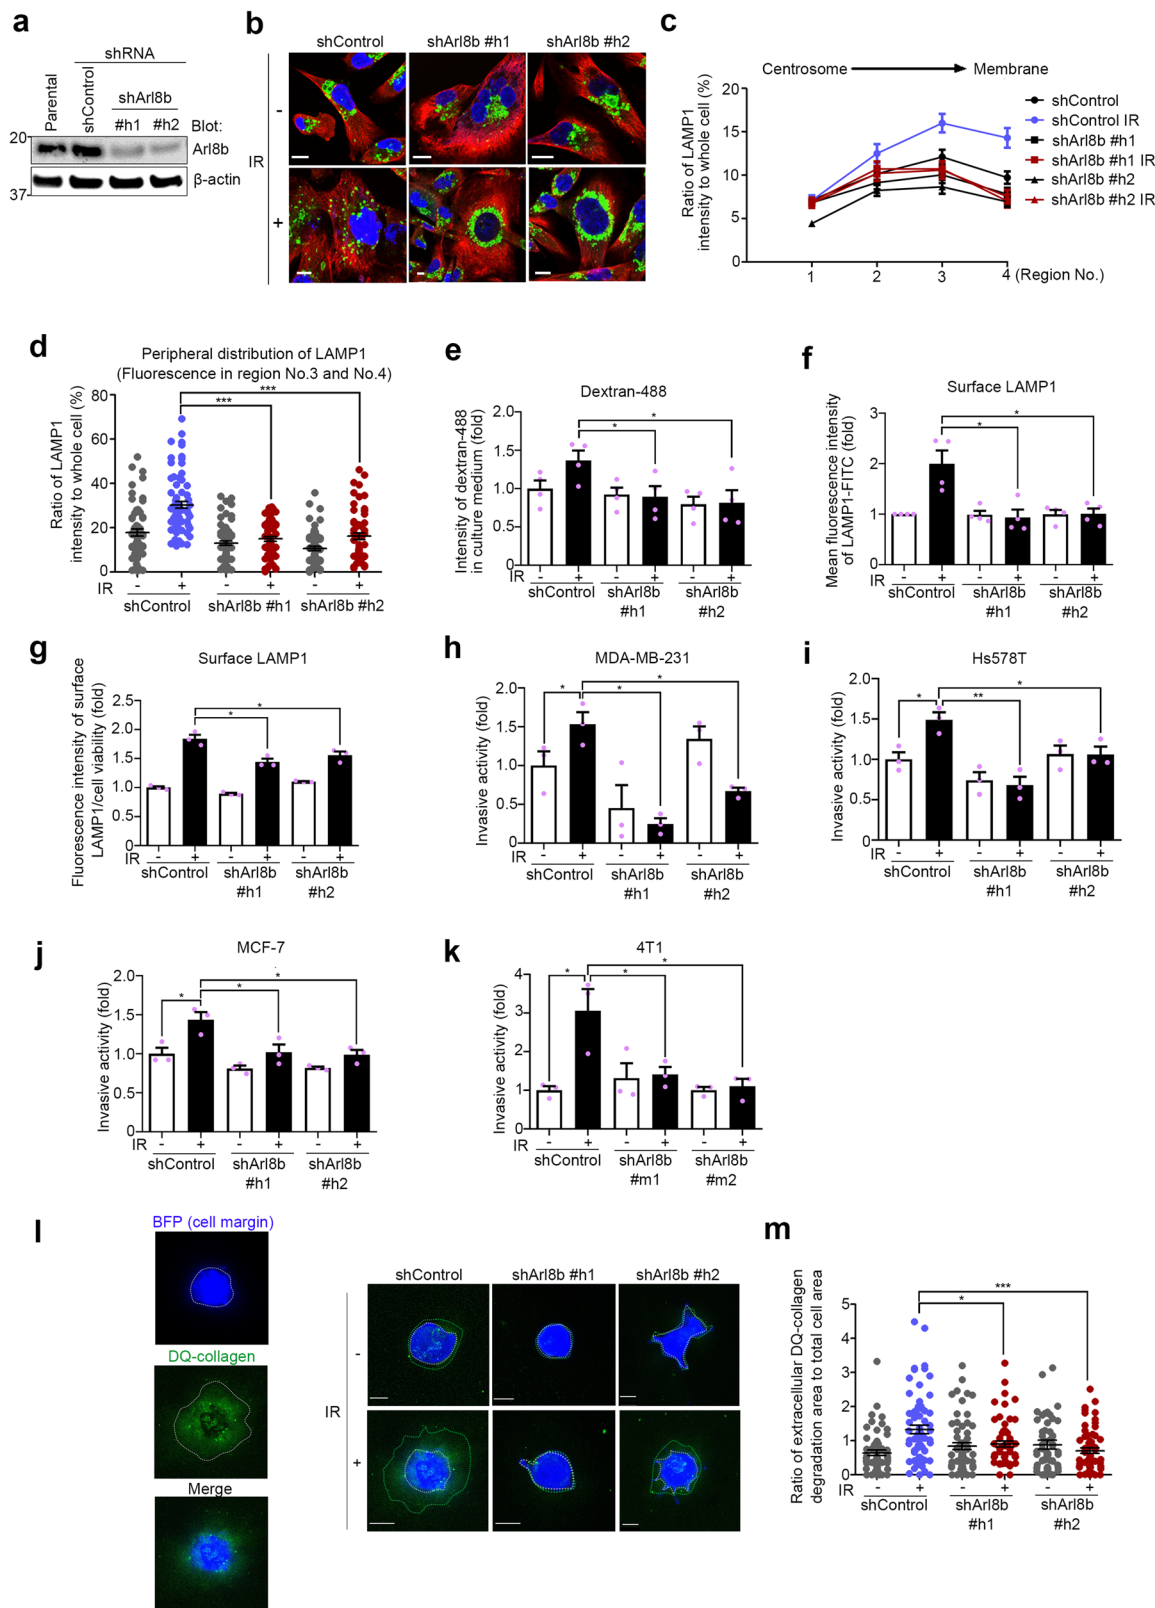 a
shRNA
Parental
shControl
shArl8b
#h1 #h2 Blot:
20
Arl8b
β-actin
37
b
shControl shArl8b #h1 shArl8b #h2
-
IR
+
c
Centrosome Membrane
Ratio of LAMP1
intensity to whole cell (%)
20
15
10
5
0
1 2 3 4 (Region No.)
shControl
shControl IR
shArl8b #h1
shArl8b #h1 IR
shArl8b #h2
shArl8b #h2 IR
d
Peripheral distribution of LAMP1
(Fluorescence in region No.3 and No.4)
Ratio of LAMP1
intensity to whole cell (%)
80
60
40
20
0
***
***
IR - + - + - +
shControl shArl8b #h1 shArl8b #h2
e
Dextran-488
Intensity of dextran-488
in culture medium (fold)
2.0
1.5
1.0
0.5
0
*
*
IR - + - + - +
shControl shArl8b shArl8b
#h1 #h2
f
Surface LAMP1
Mean fluorescence intensity
of LAMP1-FITC (fold)
3
2
1
0
*
*
IR - + - + - +
shControl shArl8b shArl8b
#h1 #h2
g
Surface LAMP1
Fluorescence intensity of surface
LAMP1/cell viability (fold)
2.5
2.0
1.5
1.0
0.5
0
*
*
IR - + - + - +
shControl shArl8b shArl8b
#h1 #h2
h
MDA-MB-231
Invasive activity (fold)
2.0
1.5
1.0
0.5
0
*
* *
IR - + - + - +
shControl shArl8b shArl8b
#h1 #h2
i
Hs578T
Invasive activity (fold)
2.0
1.5
1.0
0.5
0
*
* **
IR - + - + - +
shControl shArl8b shArl8b
#h1 #h2
j
MCF-7
Invasive activity (fold)
2.0
1.5
1.0
0.5
0
*
* *
IR - + - + - +
shControl shArl8b shArl8b
#h1 #h2
k
4T1
Invasive activity (fold)
4
3
2
1
0
*
* *
IR - + - + - +
shControl shArl8b shArl8b
#m1 #m2
l
BFP (cell margin)
DQ-collagen
Merge
shControl shArl8b #h1 shArl8b #h2
-
IR
+
m
Ratio of extracellular DQ-collagen
degradation area to total cell area
5
4
3
2
1
0
***
*
IR - + - + - +
shControl shArl8b shArl8b
#h1 #h2